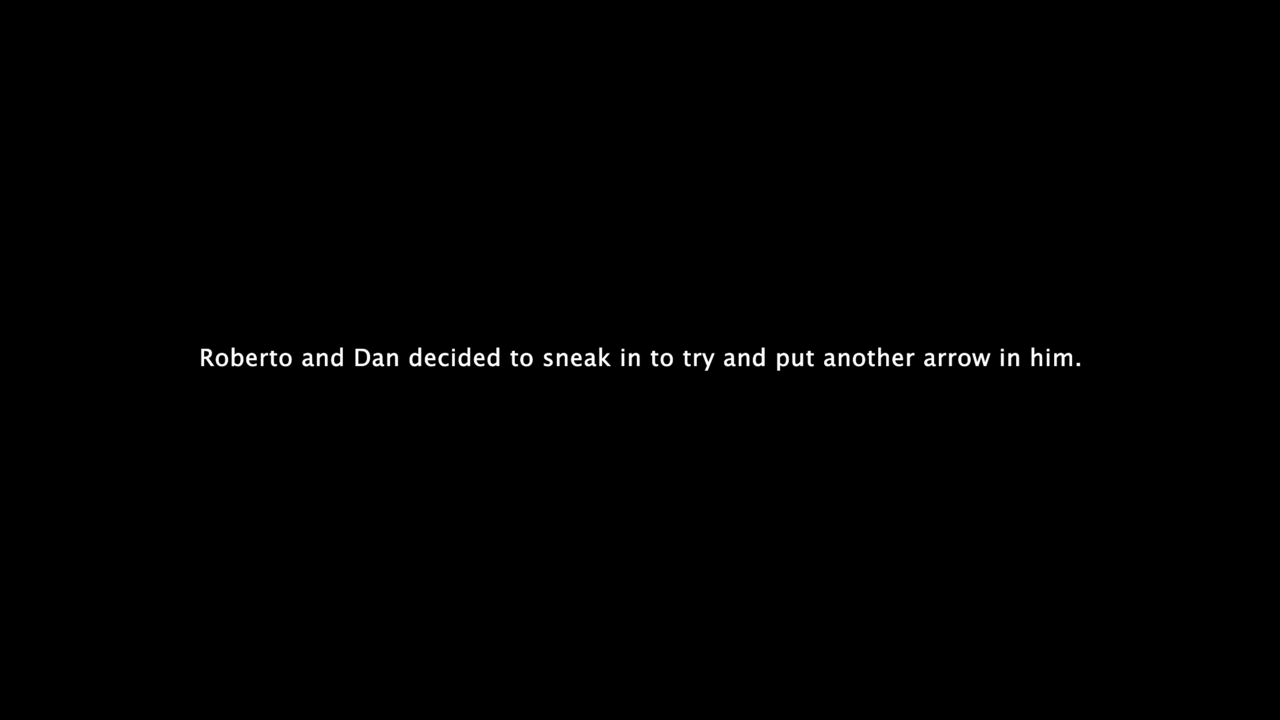 Roberto and Dan decided to sneak in to try and put another arrow in him.